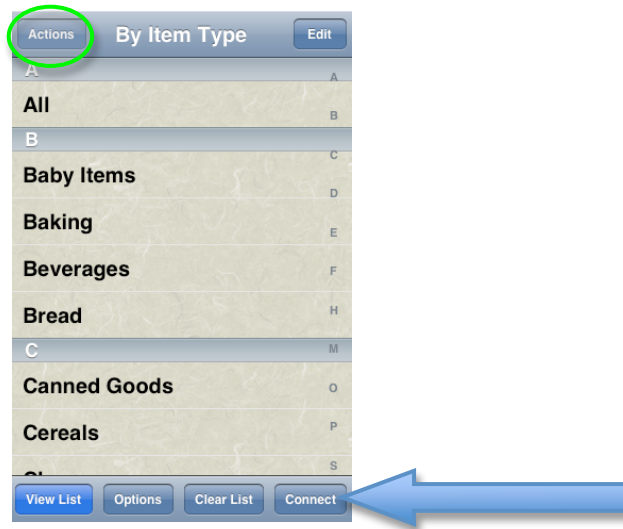 Actions By Item Type Edit
A
All
B
Baby Items
Baking
Beverages
Bread
C
Canned Goods
Cereals
A
B
C
D
E
F
H
M
O
P
S
View List Options Clear List Connect